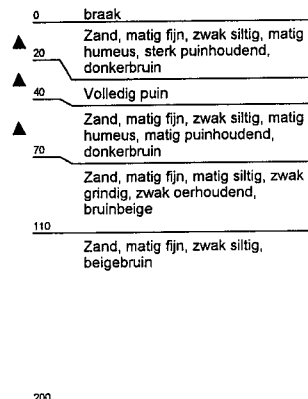 0 braak
Zand, matig fijn, zwak siltig, matig
humeus, sterk puinhoudend,
20
donkerbruin
40 Volledig puin
Zand, matig fijn, zwak siltig, matig
humeus, matig puinhoudend,
70 donkerbruin
Zand, matig fijn, matig siltig, zwak
grindig, zwak oerhoudend,
bruinbeige
110
Zand, matig fijn, zwak siltig,
beigebruin
200